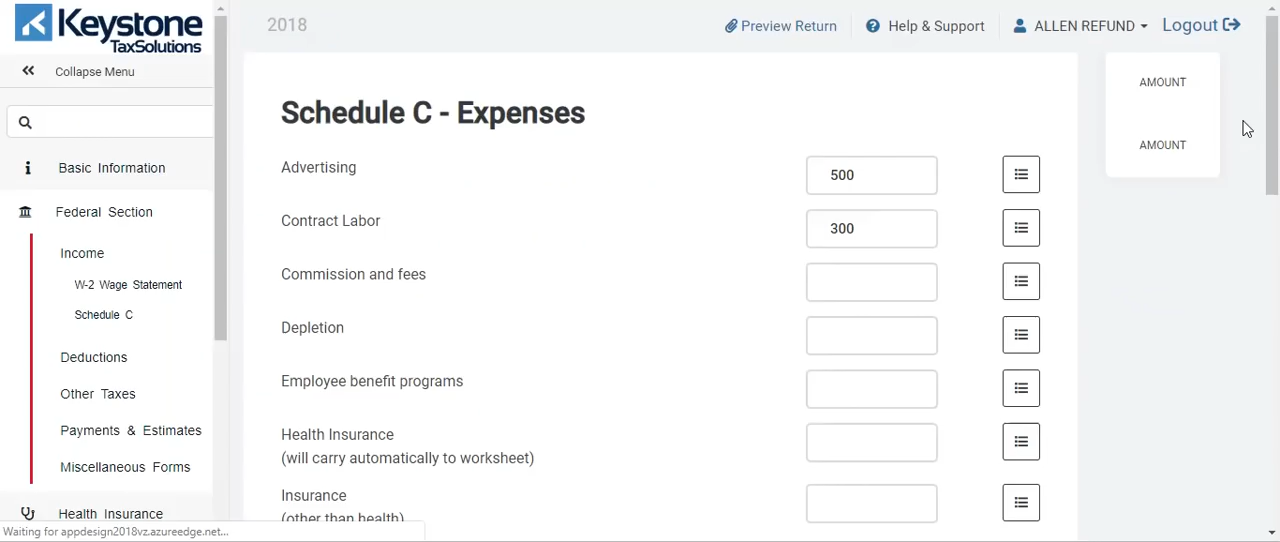 Keystone
TaxSolutions
2018
Preview Return
Help & Support
ALLEN REFUND
Logout
Collapse Menu
Basic Information
Federal Section
Income
W-2 Wage Statement
Schedule C
Deductions
Other Taxes
Payments & Estimates
Miscellaneous Forms
Health Insurance
Schedule C - Expenses
Advertising
500
Contract Labor
300
Commission and fees
Depletion
Employee benefit programs
Health Insurance
(will carry automatically to worksheet)
Insurance
(other than health)
AMOUNT
AMOUNT
Waiting for appdesign2018vz.azureedge.net...